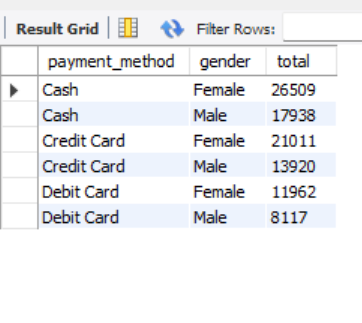 Result Grid Filter Rows:
payment_method gender total
Cash Female 26509
Cash Male 17938
Credit Card Female 21011
Credit Card Male 13920
Debit Card Female 11962
Debit Card Male 8117